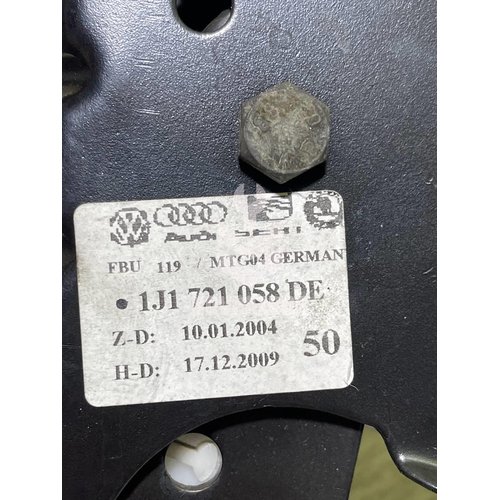 AUDI SEAT
FBU 119 / MTG04 GERMAN
• 1J1 721 058 DE
Z-D: 10.01.2004
H-D: 17.12.2009
50